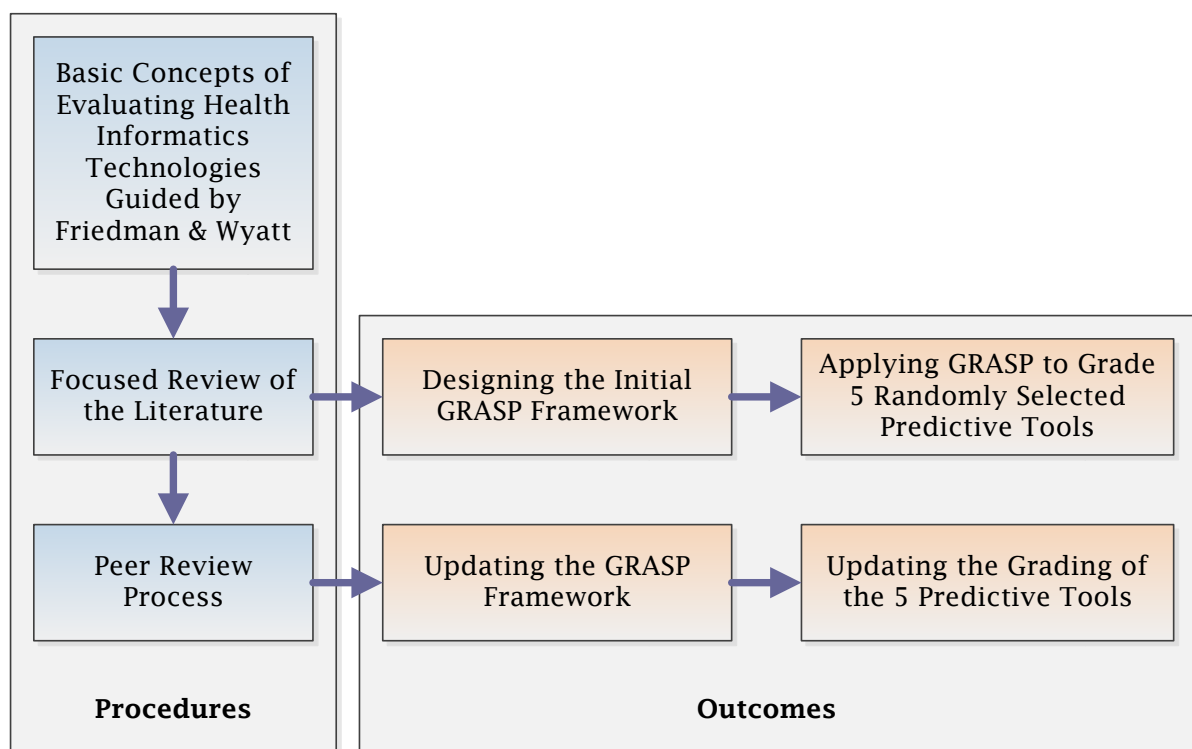 Basic Concepts of
Evaluating Health
Informatics
Technologies
Guided by
Friedman & Wyatt
Focused Review of
the Literature
Designing the Initial
GRASP Framework
Applying GRASP to Grade
5 Randomly Selected
Predictive Tools
Peer Review
Process
Updating the GRASP
Framework
Updating the Grading of
the 5 Predictive Tools
Procedures
Outcomes